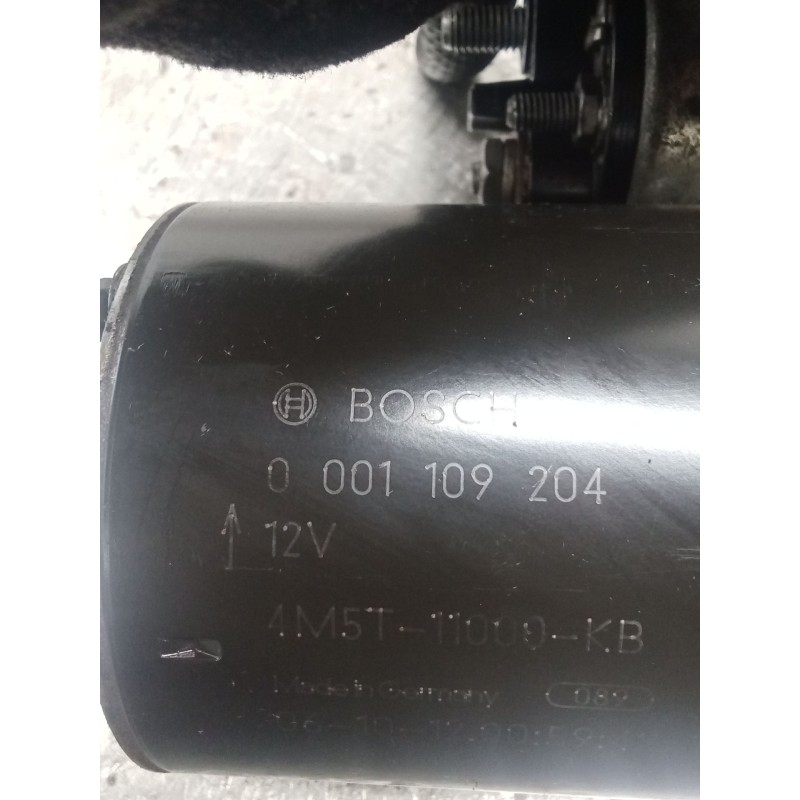 BOSCH
0 001 109 204
12V
4M5T-11000-KB
Made in Germany 089